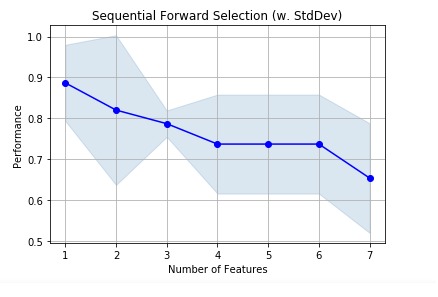 Sequential Forward Selection (w. StdDev)
1.0
0.9
0.8
0.7
0.6
0.5
Performance
1 2 3 4 5 6 7
Number of Features